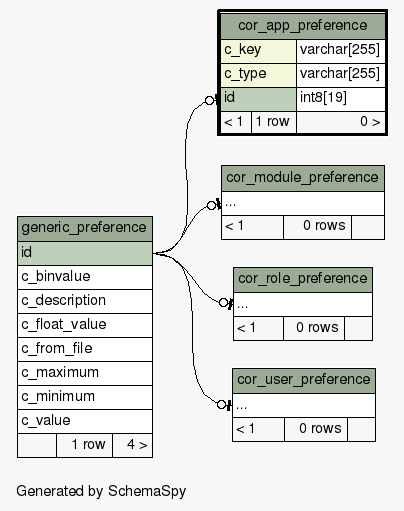 cor_app_preference
c_key varchar[255]
c_type varchar[255]
id int8[19]
< 1 1 row 0 >
cor_module_preference
...
< 1 0 rows
generic_preference
id
c_binvalue
c_description
c_float_value
c_from_file
c_maximum
c_minimum
c_value
1 row 4 >
cor_role_preference
...
< 1 0 rows
cor_user_preference
...
< 1 0 rows
Generated by SchemaSpy